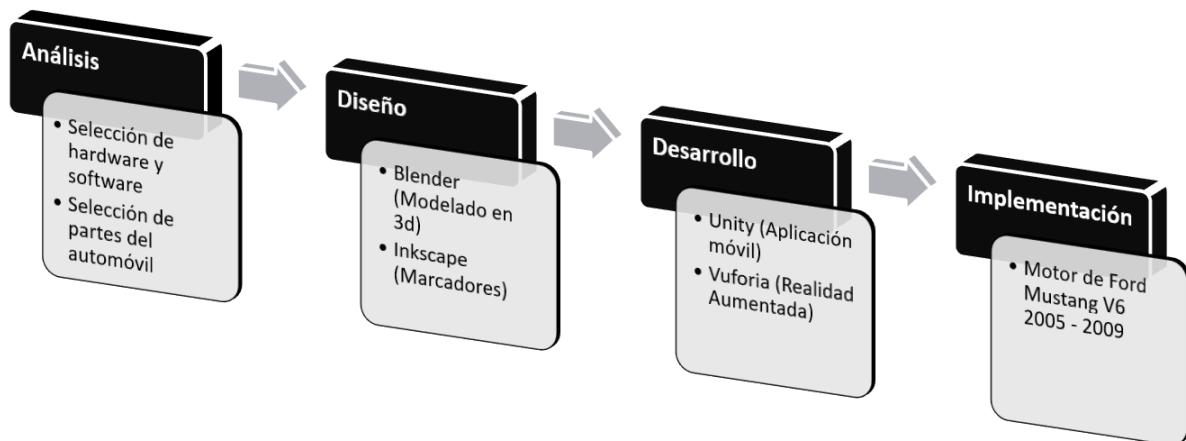 Análisis
• Selección de
hardware y
software
• Selección de
partes del
automóvil
Diseño
• Blender
(Modelado en
3d)
• Inkscape
(Marcadores)
Desarrollo
• Unity (Aplicación
móvil)
• Vuforia (Realidad
Aumentada)
Implementación
• Motor de Ford
Mustang V6
2005 - 2009